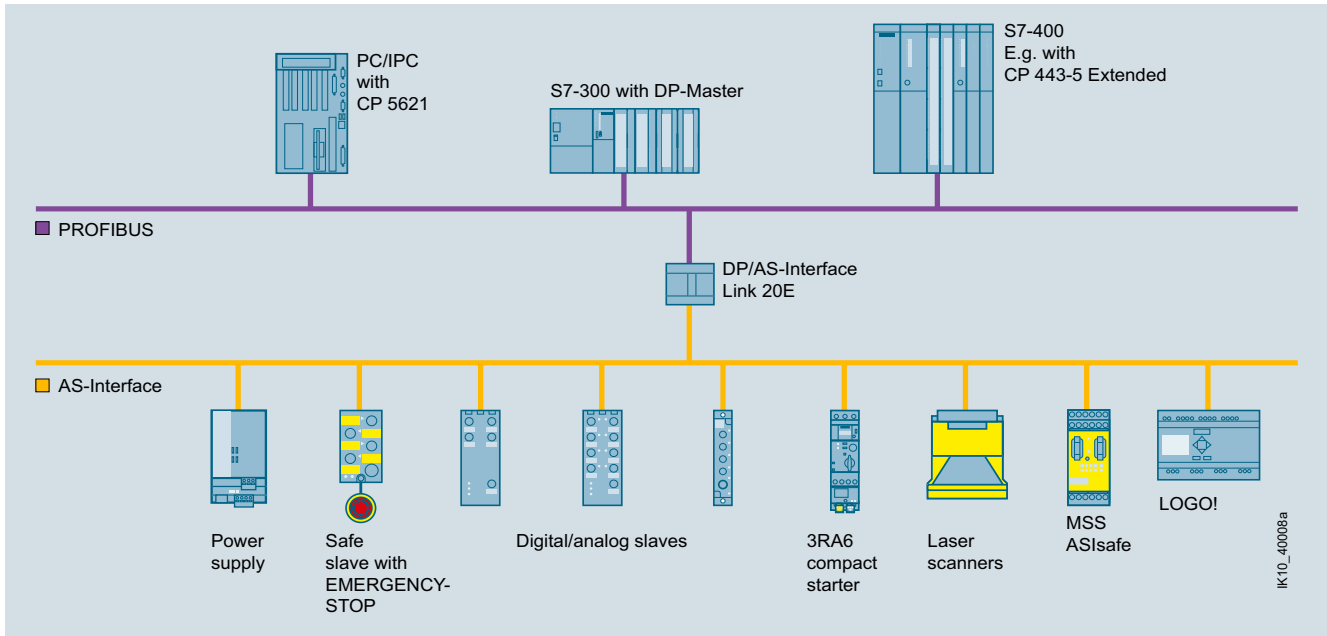 PC/IPC
with
CP 5621
S7-300 with DP-Master
S7-400
E.g. with
CP 443-5 Extended
PROFIBUS
DP/AS-Interface
Link 20E
AS-Interface
Power
supply
Safe
slave with
EMERGENCY-
STOP
Digital/analog slaves
3RA6
compact
starter
Laser
scanners
MSS
ASIsafe
LOGO!
IK10_40008a